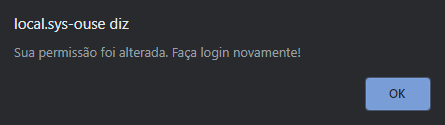 local.sys-ouse diz
Sua permissão foi alterada. Faça login novamente!
OK